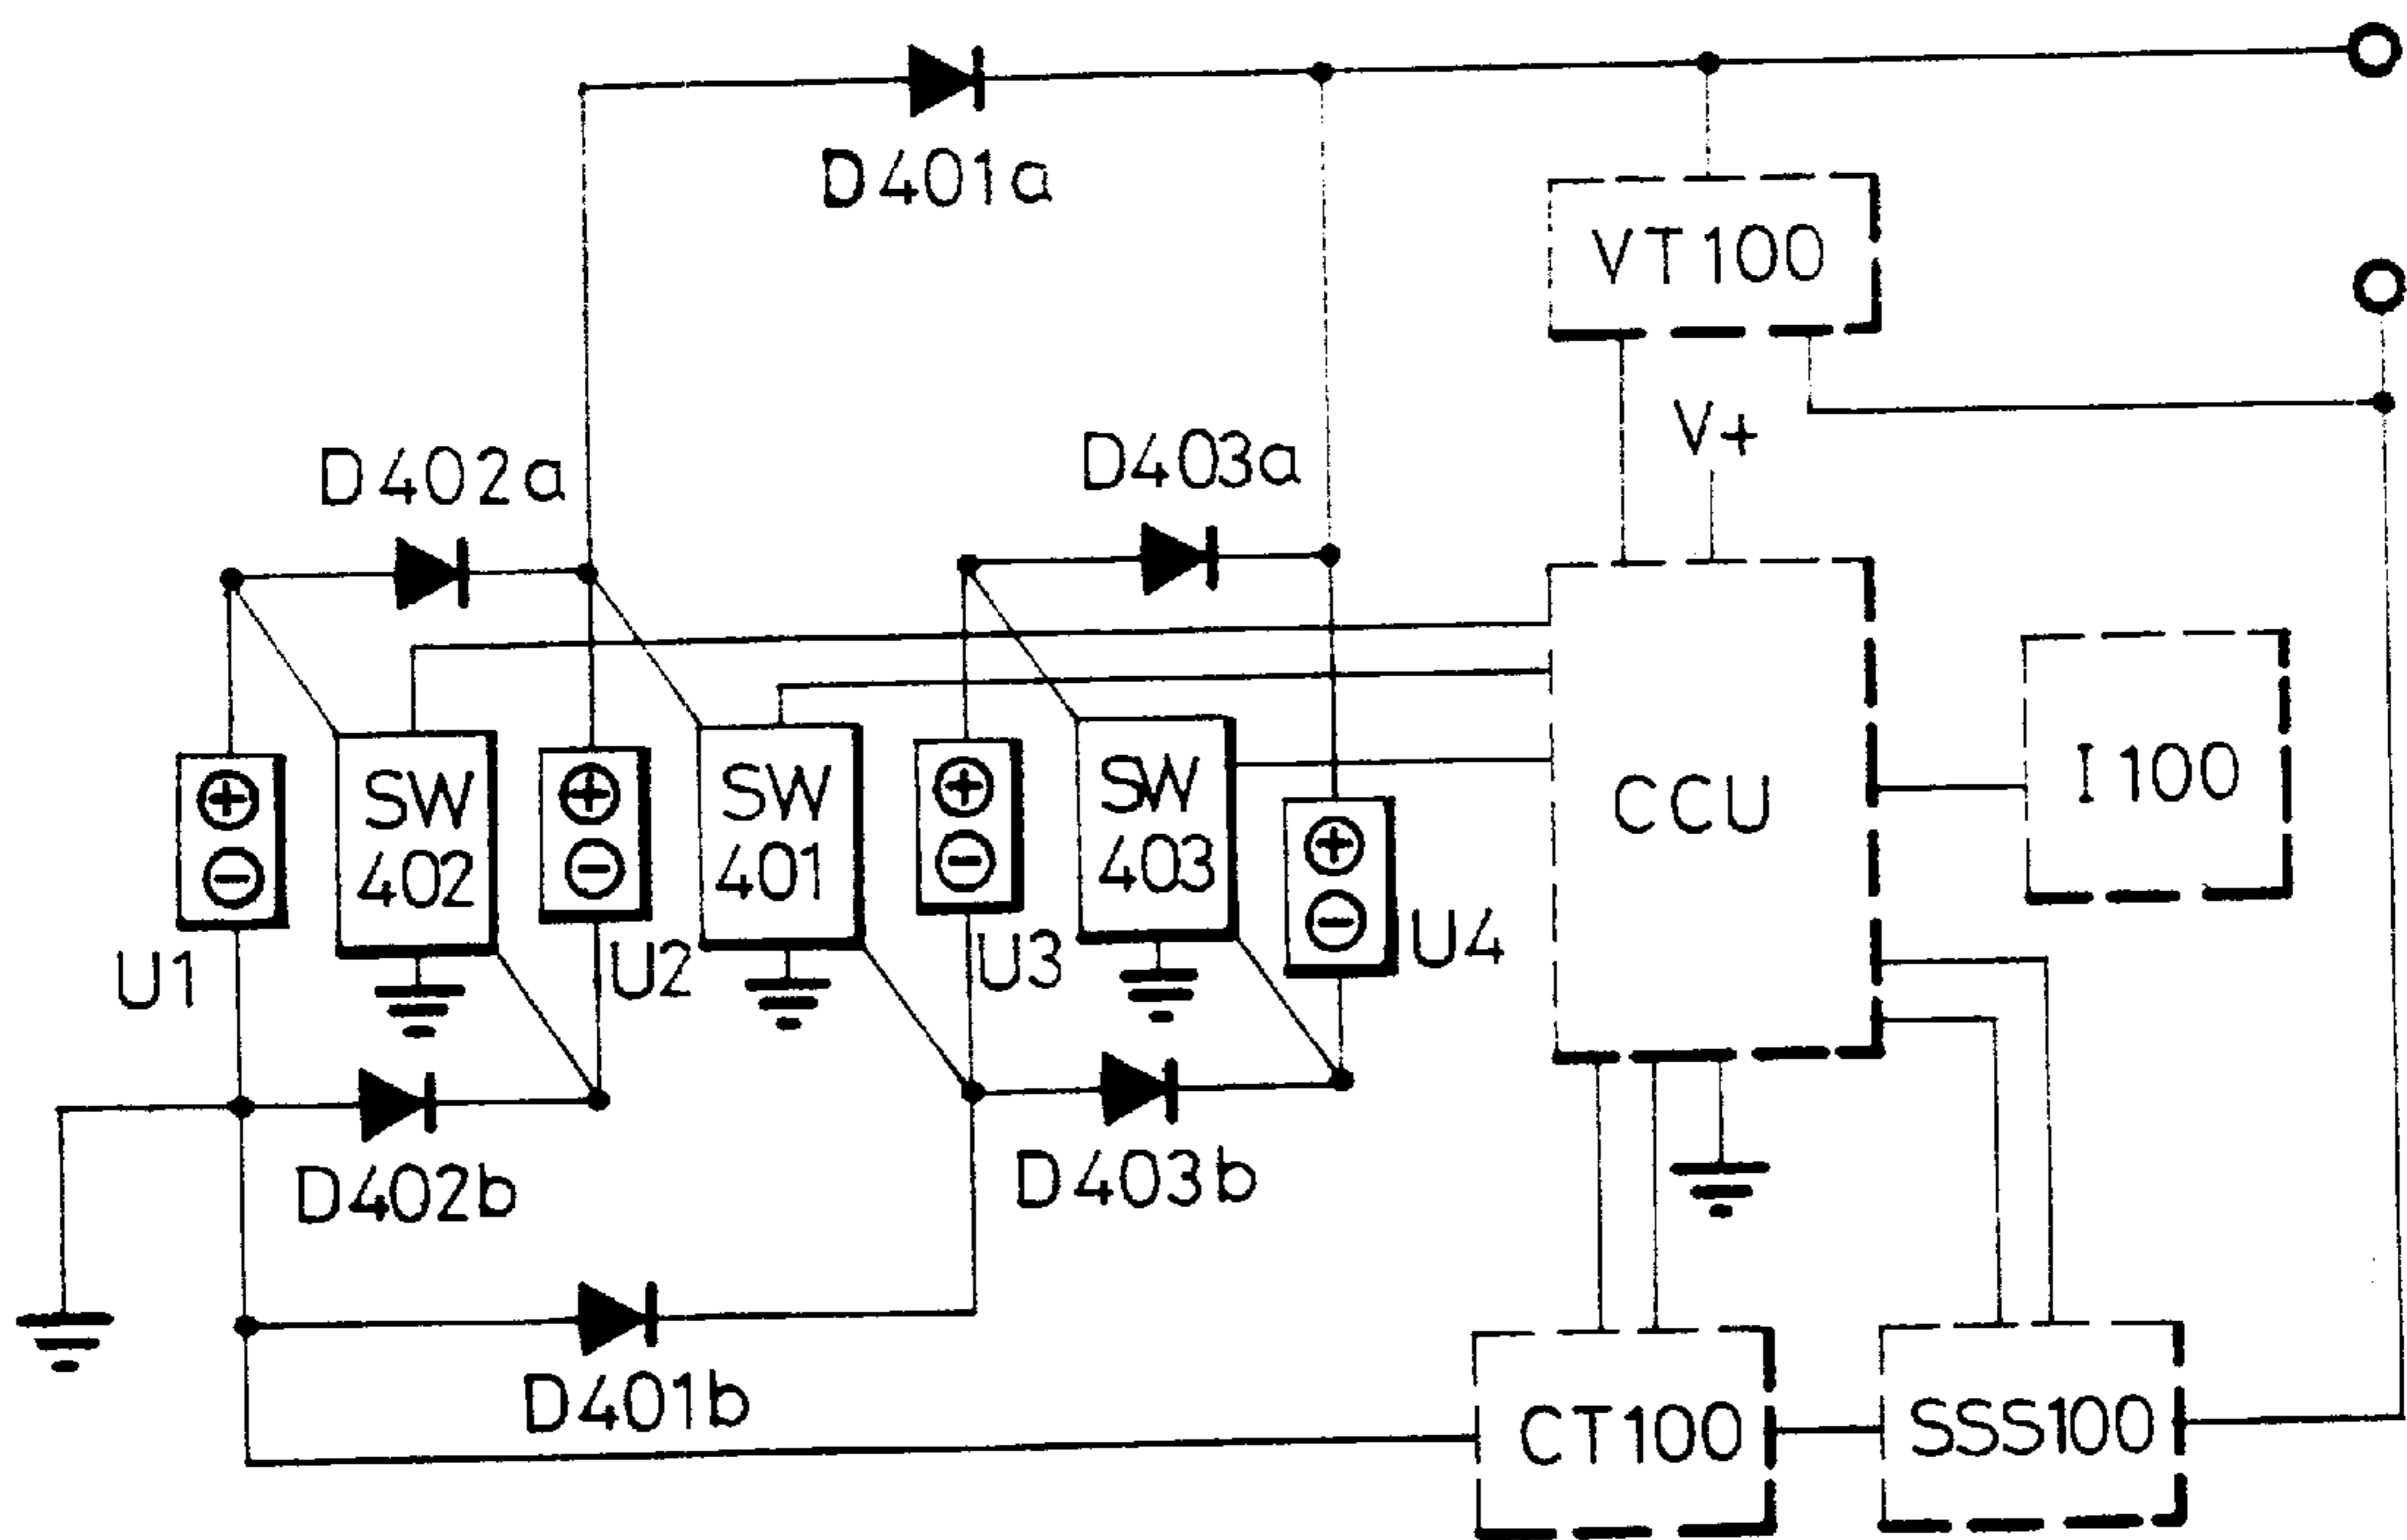 D401a
VT100
V+
D402a
D403a
SW
402
SW
401
SW
403
CCU
I100
U1
U2
U3
U4
D402b
D403b
D401b
CT100
SSS100